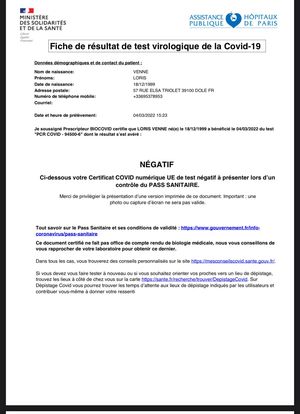 MINISTÈRE
DES SOLIDARITÉS
ET DE LA SANTÉ
Liberté
Égalité
Fraternité
ASSISTANCE PUBLIQUE
HÔPITAUX DE PARIS
Fiche de résultat de test virologique de la Covid-19
Données démographiques et de contact du patient :
Nom de naissance: VENNE
Prénoms: LORIS
Date de naissance: 18/12/1999
Adresse postale: 57 RUE ELSA TRIOLET 39100 DOLE FR
Numéro de téléphone mobile: +33695378953
Courriel:
Date et heure de prélèvement: 04/03/2022 15:23
Je soussigné Prescripteur BIOCOVID certifie que LORIS VENNE né(e) le 18/12/1999 a bénéficié le 04/03/2022 du test
"PCR COVID - 94500-6" dont le résultat s'est avéré :
NÉGATIF
Ci-dessous votre Certificat COVID numérique UE de test négatif à présenter lors d'un
contrôle du PASS SANITAIRE.
Merci de privilégier la présentation d'une version imprimée de ce document. Important : une
photo ou capture d'écran ne sera pas valide.
Tout savoir sur le Pass Sanitaire et ses conditions de validité : https://www.gouvernement.fr/info-
coronavirus/pass-sanitaire
Ce document certifié ne fait pas office de compte rendu de biologie médicale, nous vous conseillons de
vous rapprocher de votre laboratoire pour obtenir ce dernier.
Dans tous les cas, vous trouverez des conseils personnalisés sur le site https://mesconseilscovid.sante.gouv.fr/.
Si vous devez vous faire tester à nouveau ou si vous souhaitez orienter vos proches vers un lieu de dépistage,
trouvez les lieux à côté de chez vous sur la carte https://sante.fr/recherche/trouver/DepistageCovid. Sur
Dépistage Covid vous pourrez trouver les temps d'attente aux lieux de dépistage indiqués par les utilisateurs et
contribuer vous-même à donner votre ressenti